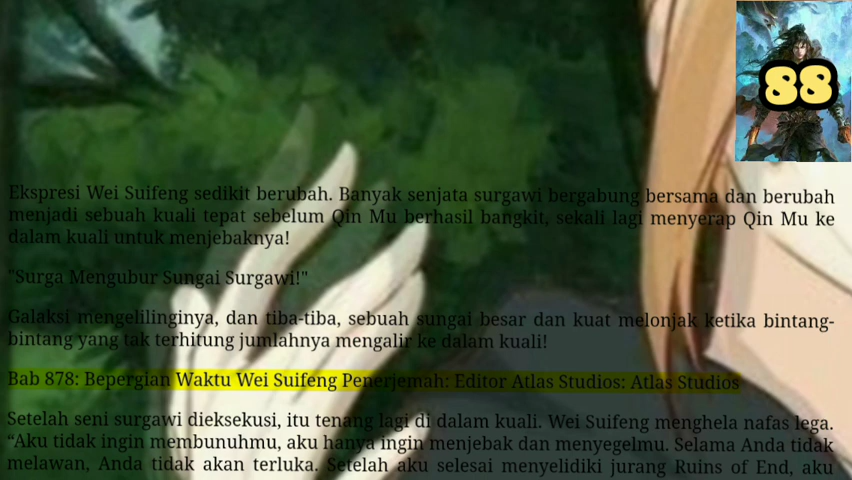 88
Ekspresi Wei Suifeng sedikit berubah. Banyak senjata surgawi bergabung bersama dan berubah
menjadi sebuah kuali tepat sebelum Qin Mu berhasil bangkit, sekali lagi menyerap Qin Mu ke
dalam kuali untuk menjebaknya!
"Surga Mengubur Sungai Surgawi!"
Galaksi mengelilinginya, dan tiba-tiba, sebuah sungai besar dan kuat melonjak ketika bintang-
bintang yang tak terhitung jumlahnya mengalir ke dalam kuali!
Bab 878: Bepergian Waktu Wei Suifeng Penerjemah: Editor Atlas Studios: Atlas Studios
Setelah seni surgawi dieksekusi, itu tenang lagi di dalam kuali. Wei Suifeng menghela nafas lega.
“Aku tidak ingin membunuhmu, aku hanya ingin menjebak dan menyegelmu. Selama Anda tidak
melawan, Anda tidak akan terluka. Setelah aku selesai menyelidiki jurang Ruins of End, aku